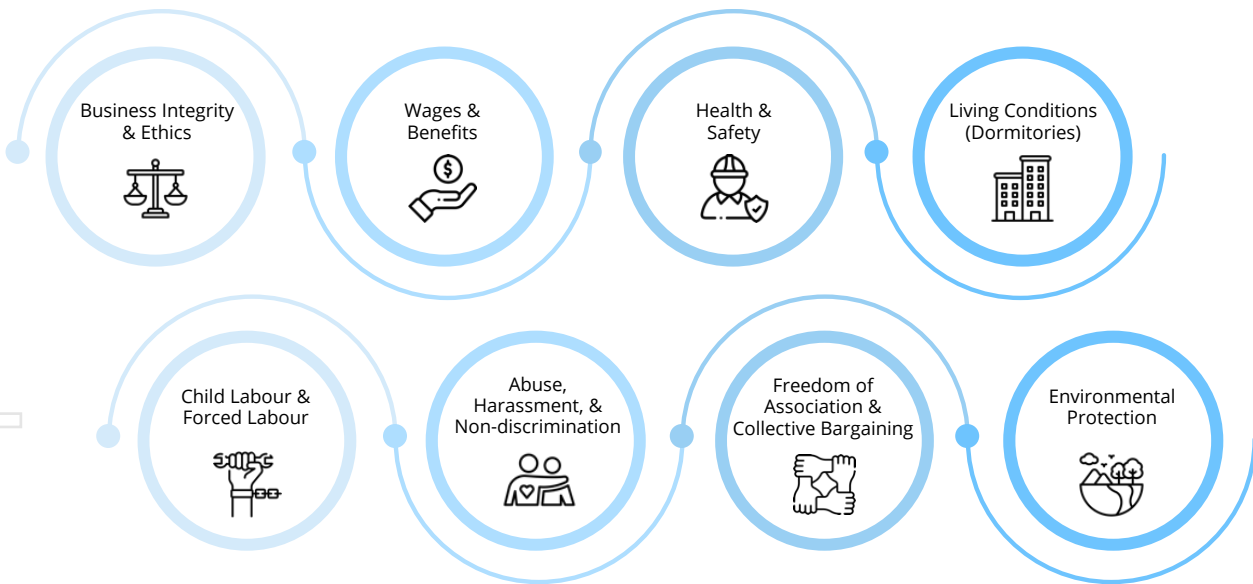 Business Integrity
& Ethics
Wages &
Benefits
$
Health &
Safety
Living Conditions
(Dormitories)
Child Labour &
Forced Labour
Abuse,
Harassment, &
Non-discrimination
Freedom of
Association &
Collective Bargaining
Environmental
Protection